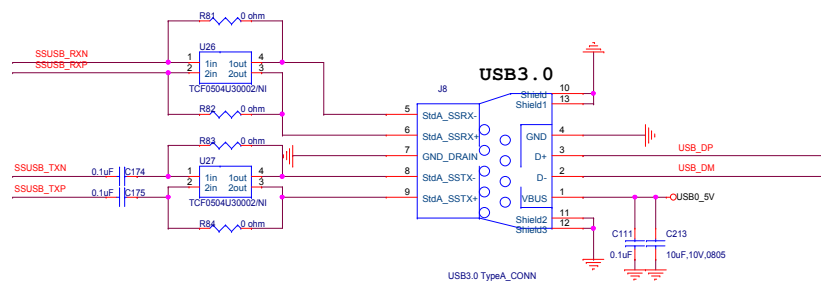 R81 0 ohm
U26
SSUSB_RXN 1 1in 1out 4
SSUSB_RXP 2 2in 2out 3
TCF0504U30002/NI
R82 0 ohm
R83 0 ohm
U27
SSUSB_TXN 0.1uF C174 1 1in 1out 4
SSUSB_TXP 0.1uF C175 2 2in 2out 3
TCF0504U30002/NI
R84 0 ohm
USB3.0
J8
5 StdA_SSRX-
6 StdA_SSRX+
7 GND_DRAIN
8 StdA_SSTX-
9 StdA_SSTX+
Shield 10
Shield1 13
GND 4
D+ 3 USB_DP
D- 2 USB_DM
VBUS 1 USB0_5V
Shield2 11
Shield3 12
C111
0.1uF
C213
10uF,10V,0805
USB3.0 TypeA_CONN